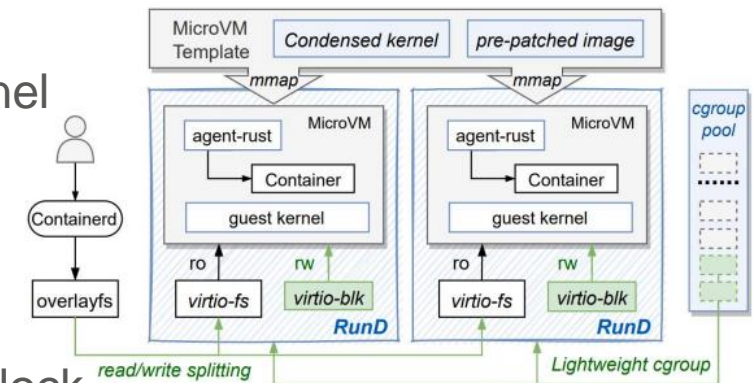 nel
lock
MicroVM
Template
Condensed kernel
pre-patched image
mmap
mmap
MicroVM
agent-rust
Container
guest kernel
ro
rw
virtio-fs
virtio-blk
RunD
MicroVM
agent-rust
Container
guest kernel
ro
rw
virtio-fs
virtio-blk
RunD
cgroup
pool
Containerd
overlayfs
read/write splitting
Lightweight cgroup